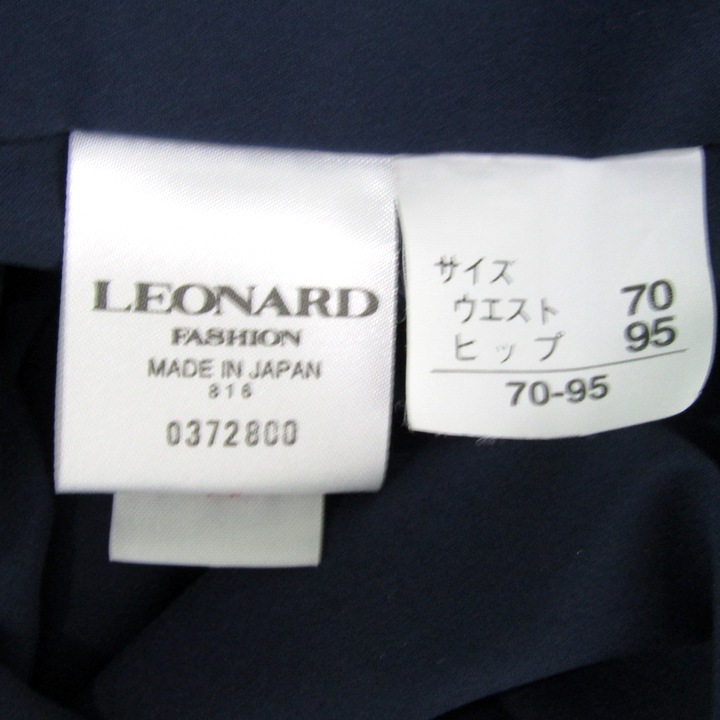 LEONARD
FASHION
MADE IN JAPAN
816
0372800
サイズ
ウエスト 70
ヒップ 95
70-95